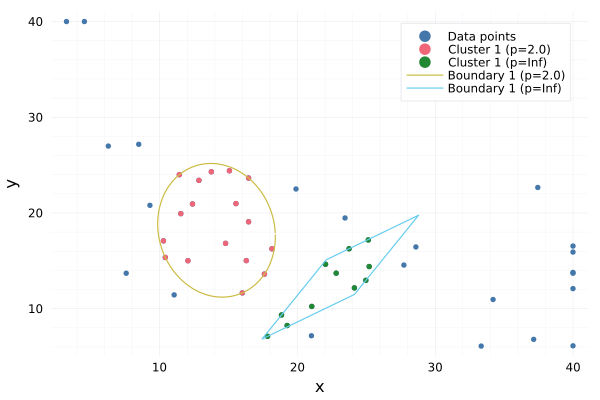 40
30
20
10
y
10
20
30
40
x
Data points
Cluster 1 (p=2.0)
Cluster 1 (p=Inf)
Boundary 1 (p=2.0)
Boundary 1 (p=Inf)